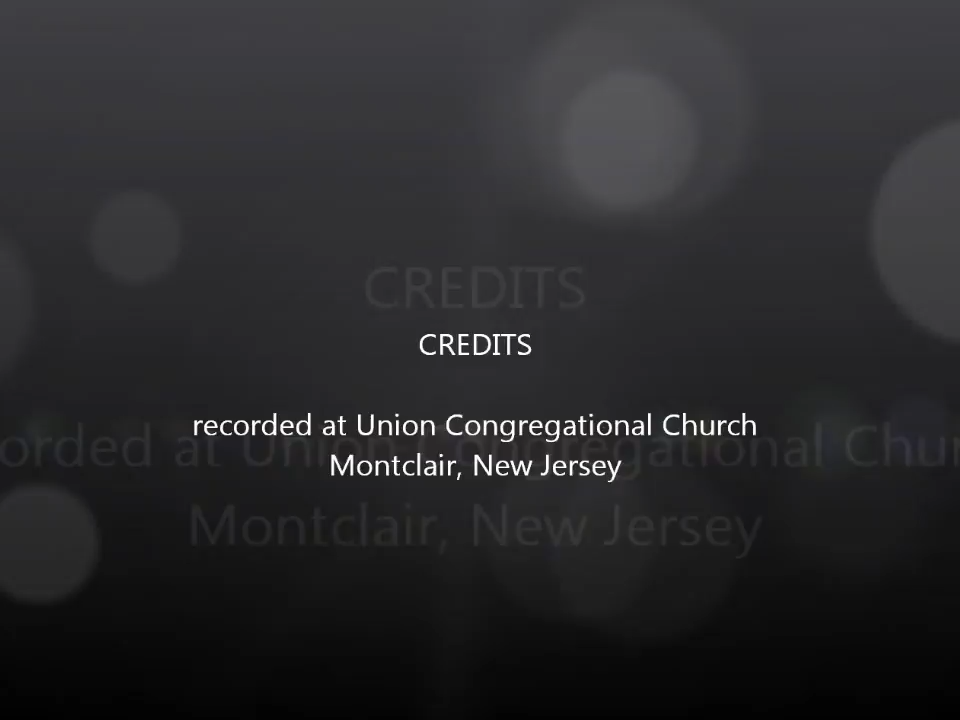 CREDITS
recorded at Union Congregational Church
Montclair, New Jersey